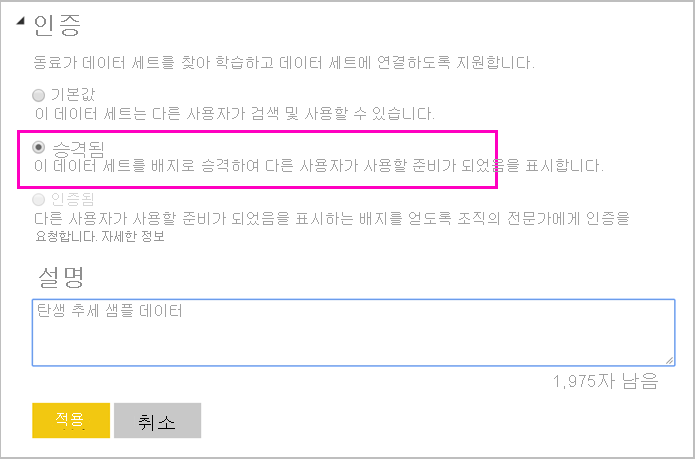 인증
동료가 데이터 세트를 찾아 학습하고 데이터 세트에 연결하도록 지원합니다.
기본값
이 데이터 세트는 다른 사용자가 검색 및 사용할 수 있습니다.
승격됨
이 데이터 세트를 배지로 승격하여 다른 사용자가 사용할 준비가 되었음을 표시합니다.
인증됨
다른 사용자가 사용할 준비가 되었음을 표시하는 배지를 얻도록 조직의 전문가에게 인증을
요청합니다. 자세한 정보
설명
탄생 추세 샘플 데이터
1,975자 남음
적용 취소